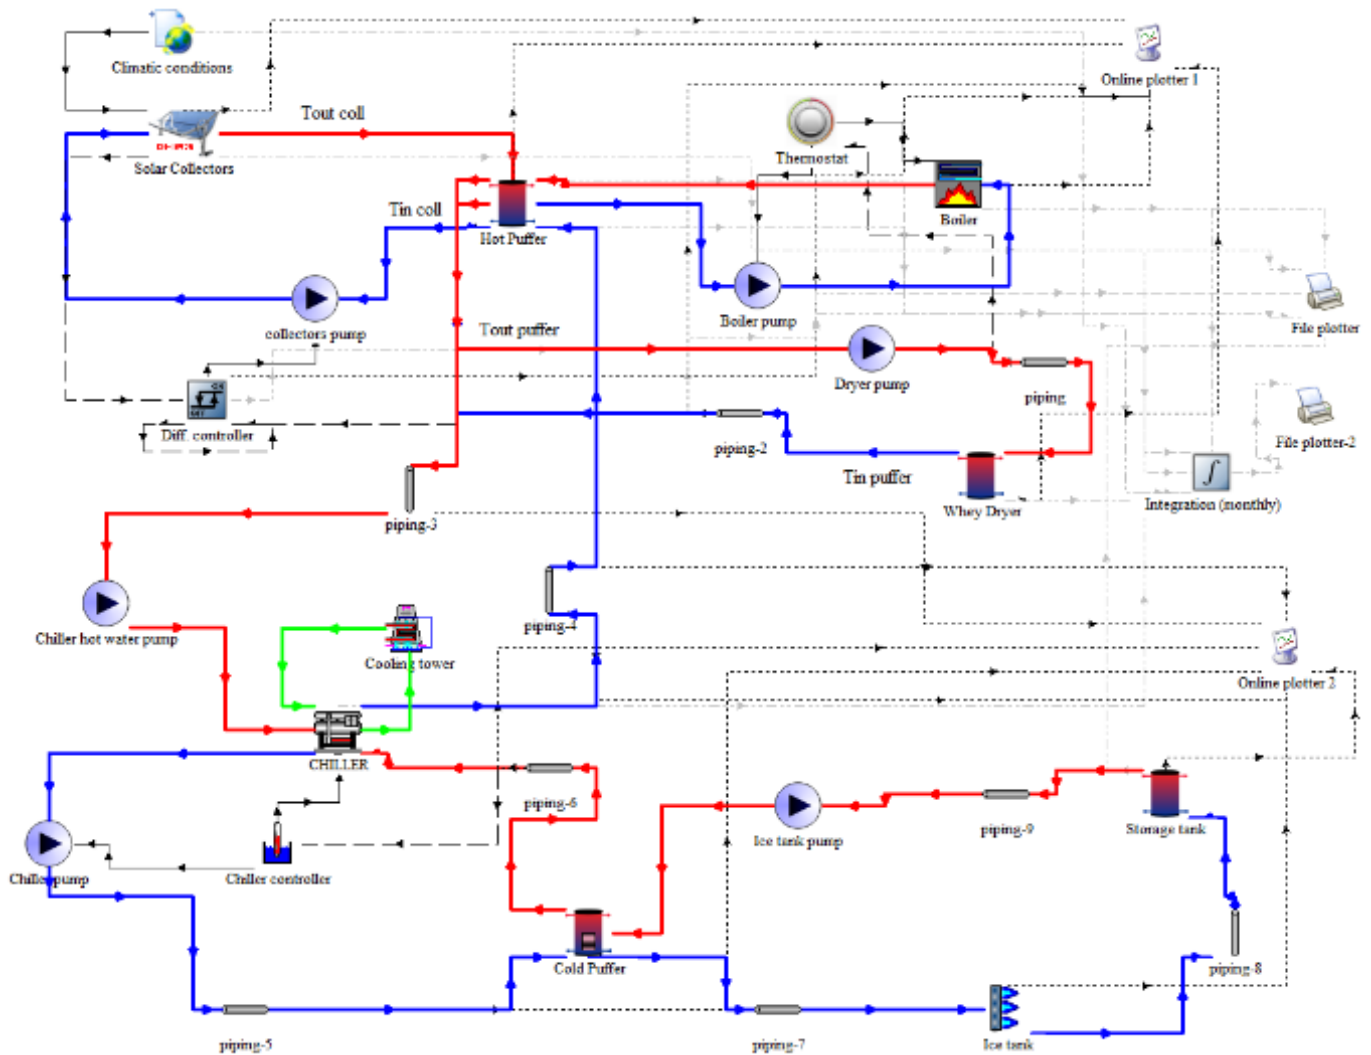 Climatic conditions
Online plotter 1
Tout coll
Thermostat
Solar Collectors
Tin coll
Hot Puffer
Boiler
collectors pump
Tout puffer
Boiler pump
File plotter
Dryer pump
piping
Diff. controller
piping-2
File plotter-2
Tin puffer
Whey Dryer
Integration (monthly)
piping-3
Chiller hot water pump
piping-4
Cooling tower
Online plotter 2
CHILLER
piping-6
Ice tank pump
piping-9
Storage tank
Chiller pump
Chiller controller
Cold Puffer
piping-8
piping-5
piping-7
Ice tank